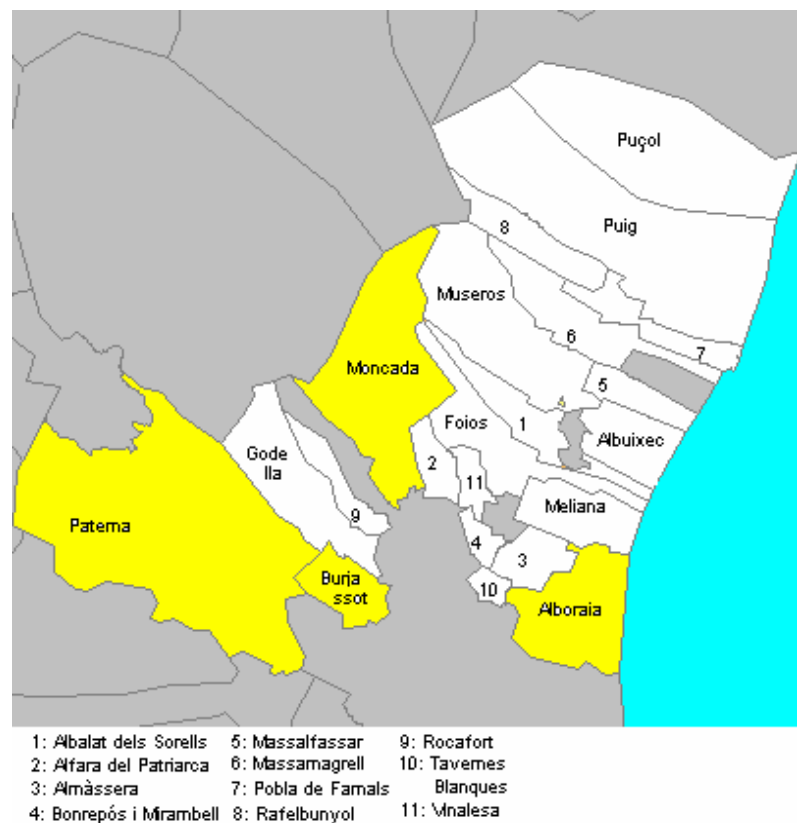 Puçol
Puig
8
Museros
Moncada
6
7
5
4
Foios
1
Albuixec
Gode
lla
2
11
9
Meliana
Paterna
4
3
Burja
ssot
10
Alboraia
1: Albalat dels Sorells
2: Alfara del Patriarca
3: Almàssera
4: Bonrepós i Mirambell
5: Massalfassar
6: Massamagrell
7: Pobla de Farnals
8: Rafelbunyol
9: Rocafort
10: Tavernes
Blanques
11: Vinalesa